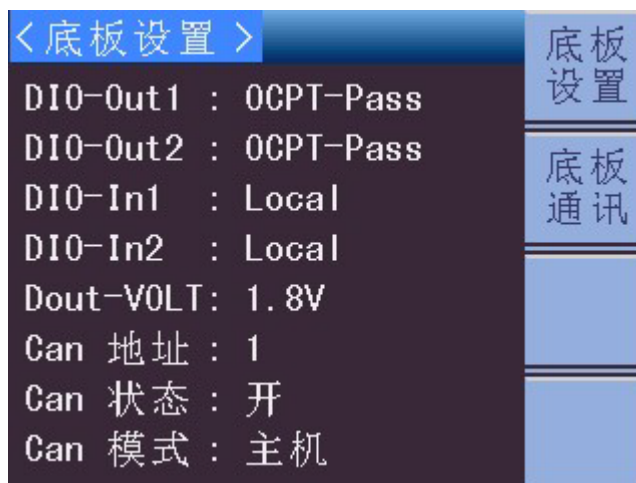 <底板设置 >
DIO-Out1 : OCPT-Pass
DIO-Out2 : OCPT-Pass
DIO-In1 : Local
DIO-In2 : Local
Dout-VOLT: 1.8V
Can 地址 : 1
Can 状态 : 开
Can 模式 : 主机
底板
设置
底板
通讯